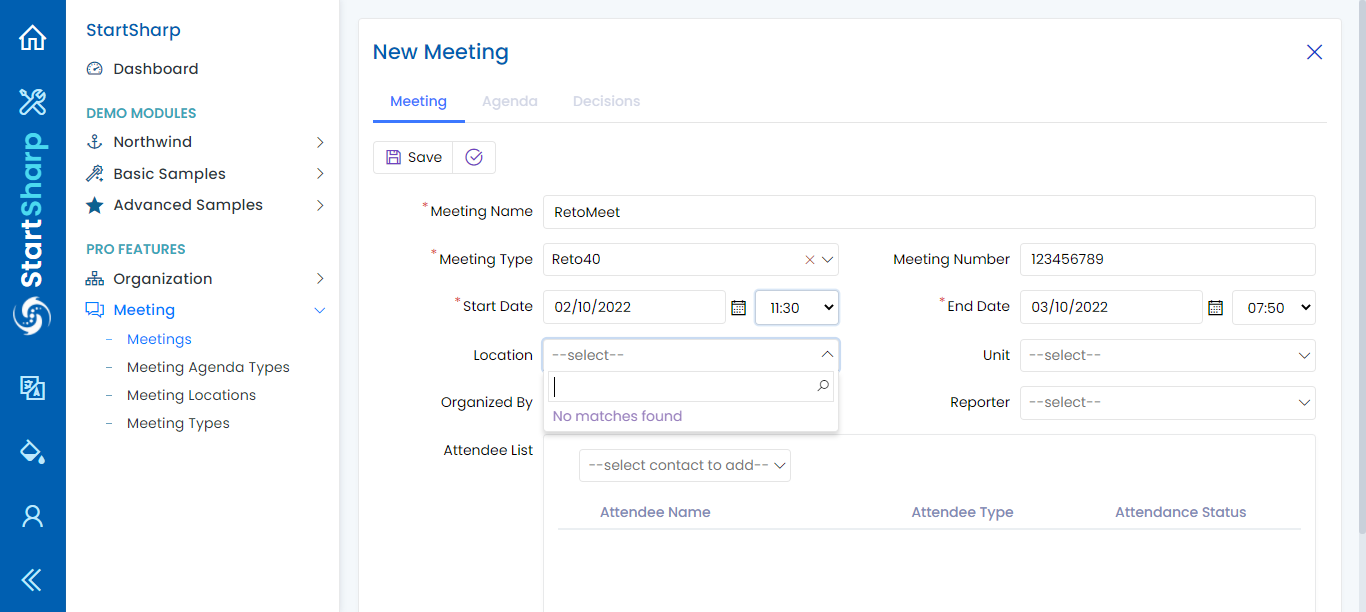 StartSharp
StartSharp
Dashboard
DEMO MODULES
Northwind
Basic Samples
Advanced Samples
PRO FEATURES
Organization
Meeting
– Meetings
– Meeting Agenda Types
– Meeting Locations
– Meeting Types
New Meeting
Meeting Agenda Decisions
Save
* Meeting Name RetoMeet
* Meeting Type Reto40 Meeting Number 123456789
* Start Date 02/10/2022 11:30 * End Date 03/10/2022 07:50
Location --select-- Unit --select--
No matches found
Organized By Reporter --select--
Attendee List
--select contact to add--
Attendee Name Attendee Type Attendance Status